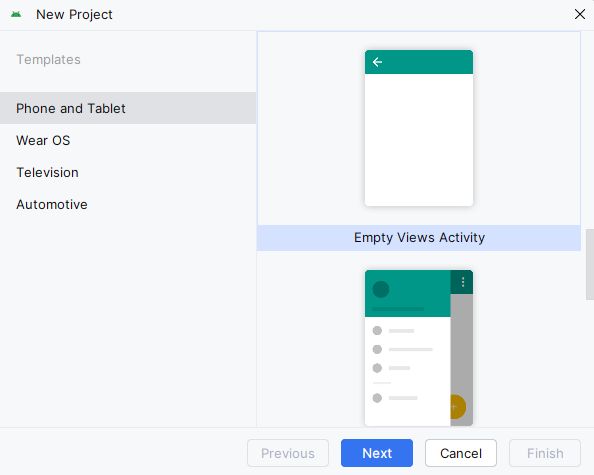 New Project
Templates
Phone and Tablet
Wear OS
Television
Automotive
Empty Views Activity
Previous
Next
Cancel
Finish